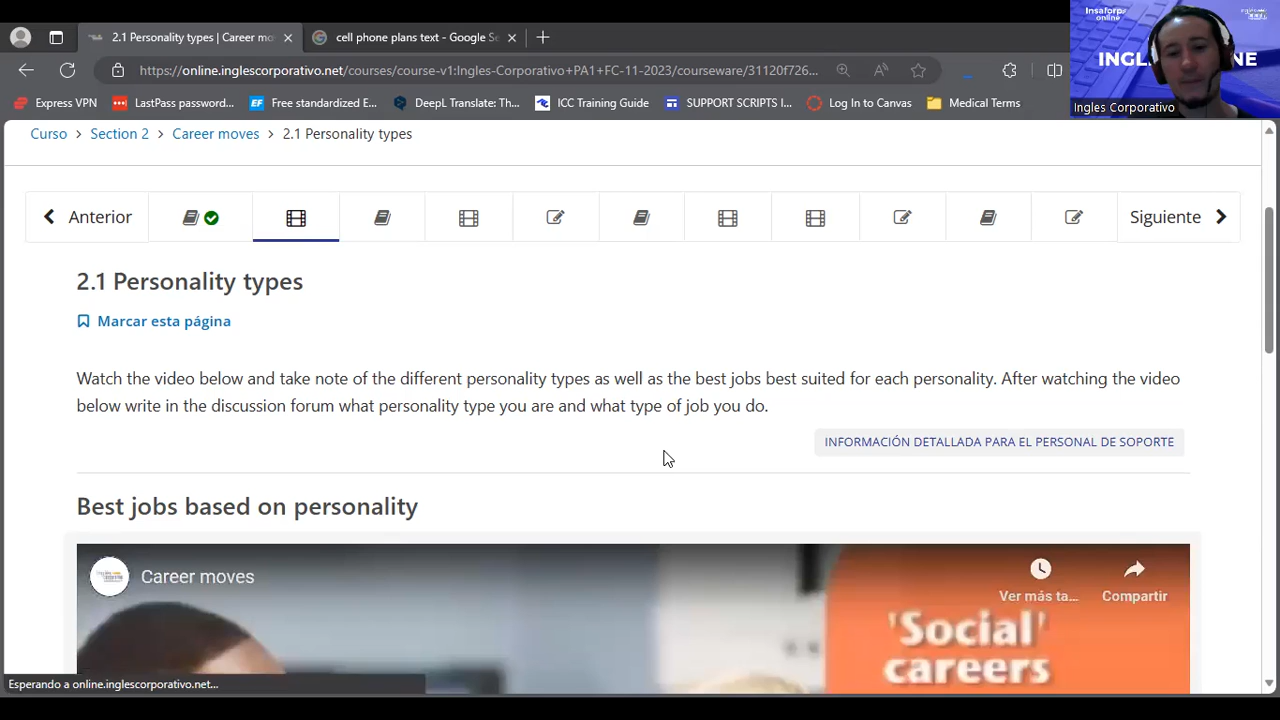 2.1 Personality types | Career mo
cell phone plans text - Google Se
https://online.inglescorporativo.net/courses/course-v1:Ingles-Corporativo+PA1+FC-11-2023/courseware/31120f726...
Express VPN
LastPass password...
Free standardized E...
DeepL Translate: Th...
ICC Training Guide
SUPPORT SCRIPTS I...
Log In to Canvas
Medical Terms
Insaforp
online
INGL
NE
Ingles Corporativo
Curso > Section 2 > Career moves > 2.1 Personality types
Anterior
Siguiente
2.1 Personality types
Marcar esta página
Watch the video below and take note of the different personality types as well as the best jobs best suited for each personality. After watching the video
below write in the discussion forum what personality type you are and what type of job you do.
INFORMACIÓN DETALLADA PARA EL PERSONAL DE SOPORTE
Best jobs based on personality
Career moves
Ver más ta...
Compartir
'Social'
careers
Esperando a online.inglescorporativo.net...